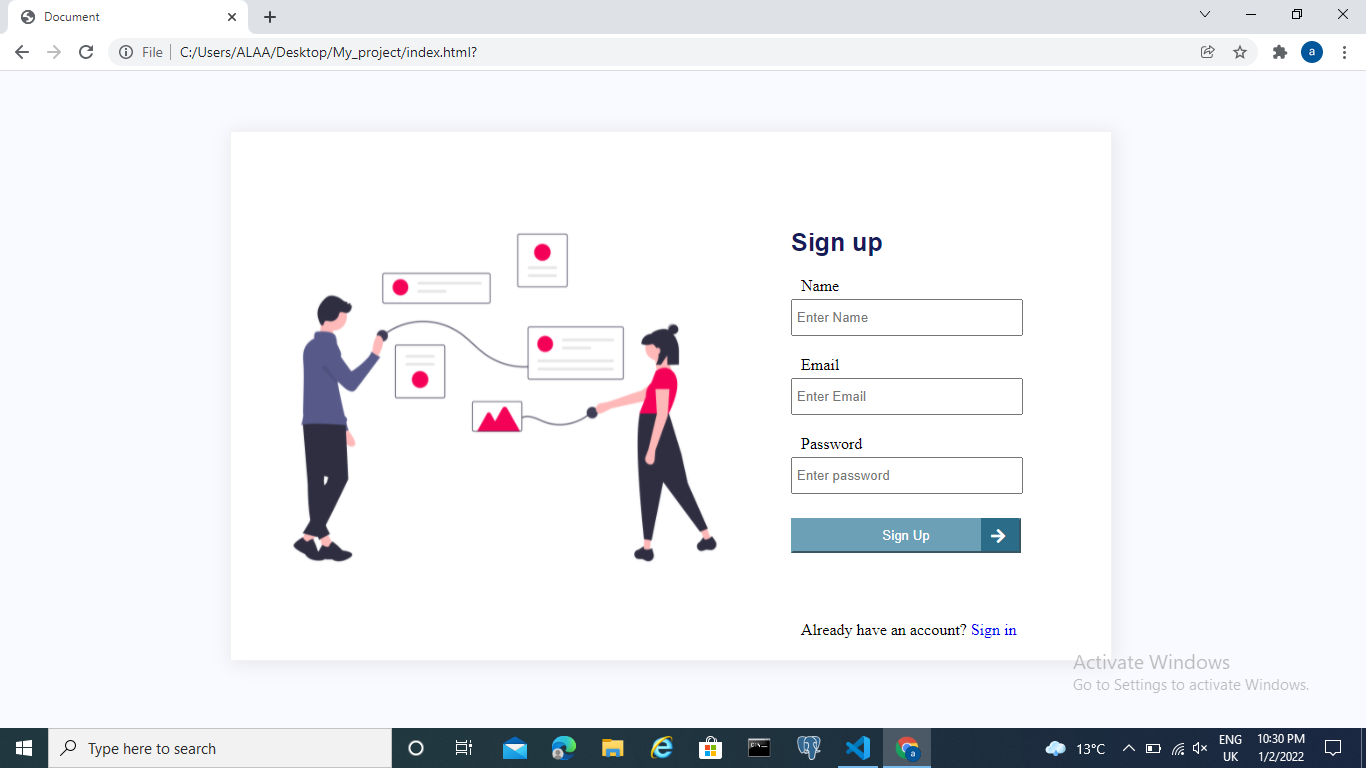 Document
File
C:/Users/ALAA/Desktop/My_project/index.html?
a
Sign up
Name
Enter Name
Email
Enter Email
Password
Enter password
Sign Up
Already have an account? Sign in
Activate Windows
Go to Settings to activate Windows.
Type here to search
a
13°C
ENG
UK
10:30 PM
1/2/2022